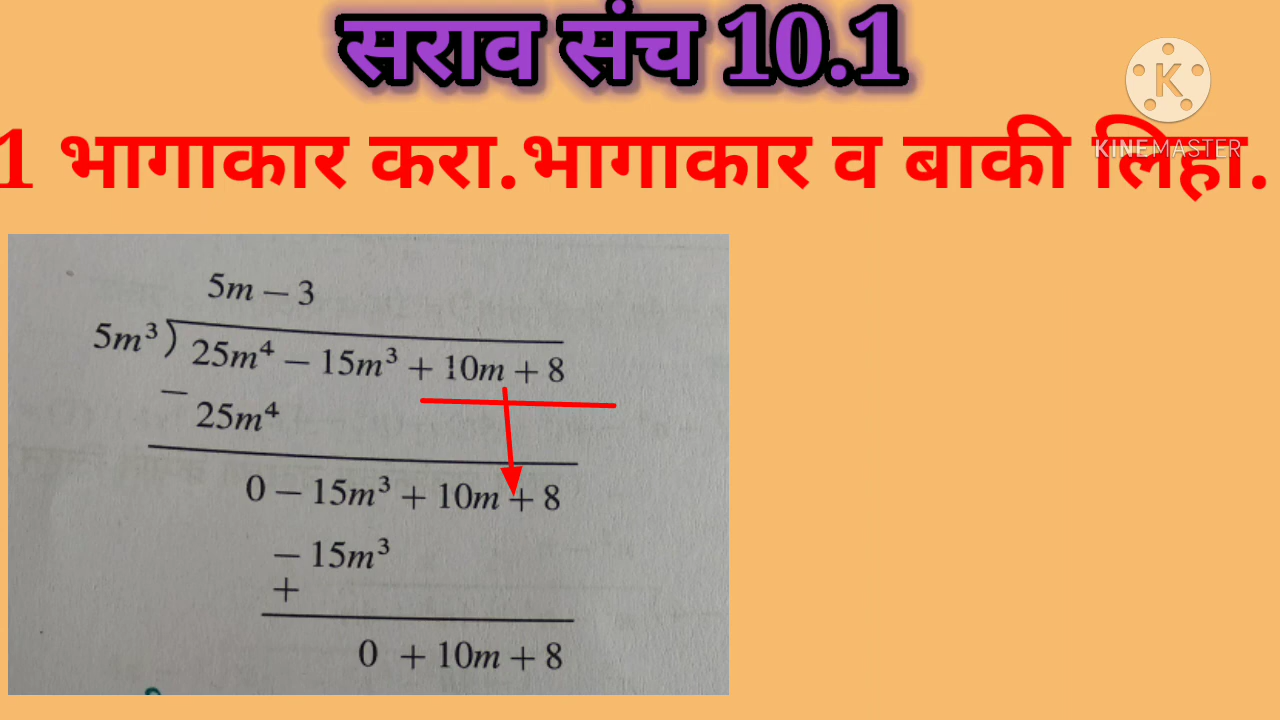 सराव संच 10.1
K
KINEMASTER
1 भागाकार करा.भागाकार व बाकी लिहा.
5m – 3
5m³ ) 25m⁴ – 15m³ + 10m + 8
–
25m⁴
0 – 15m³ + 10m + 8
– 15m³
+
0 + 10m + 8